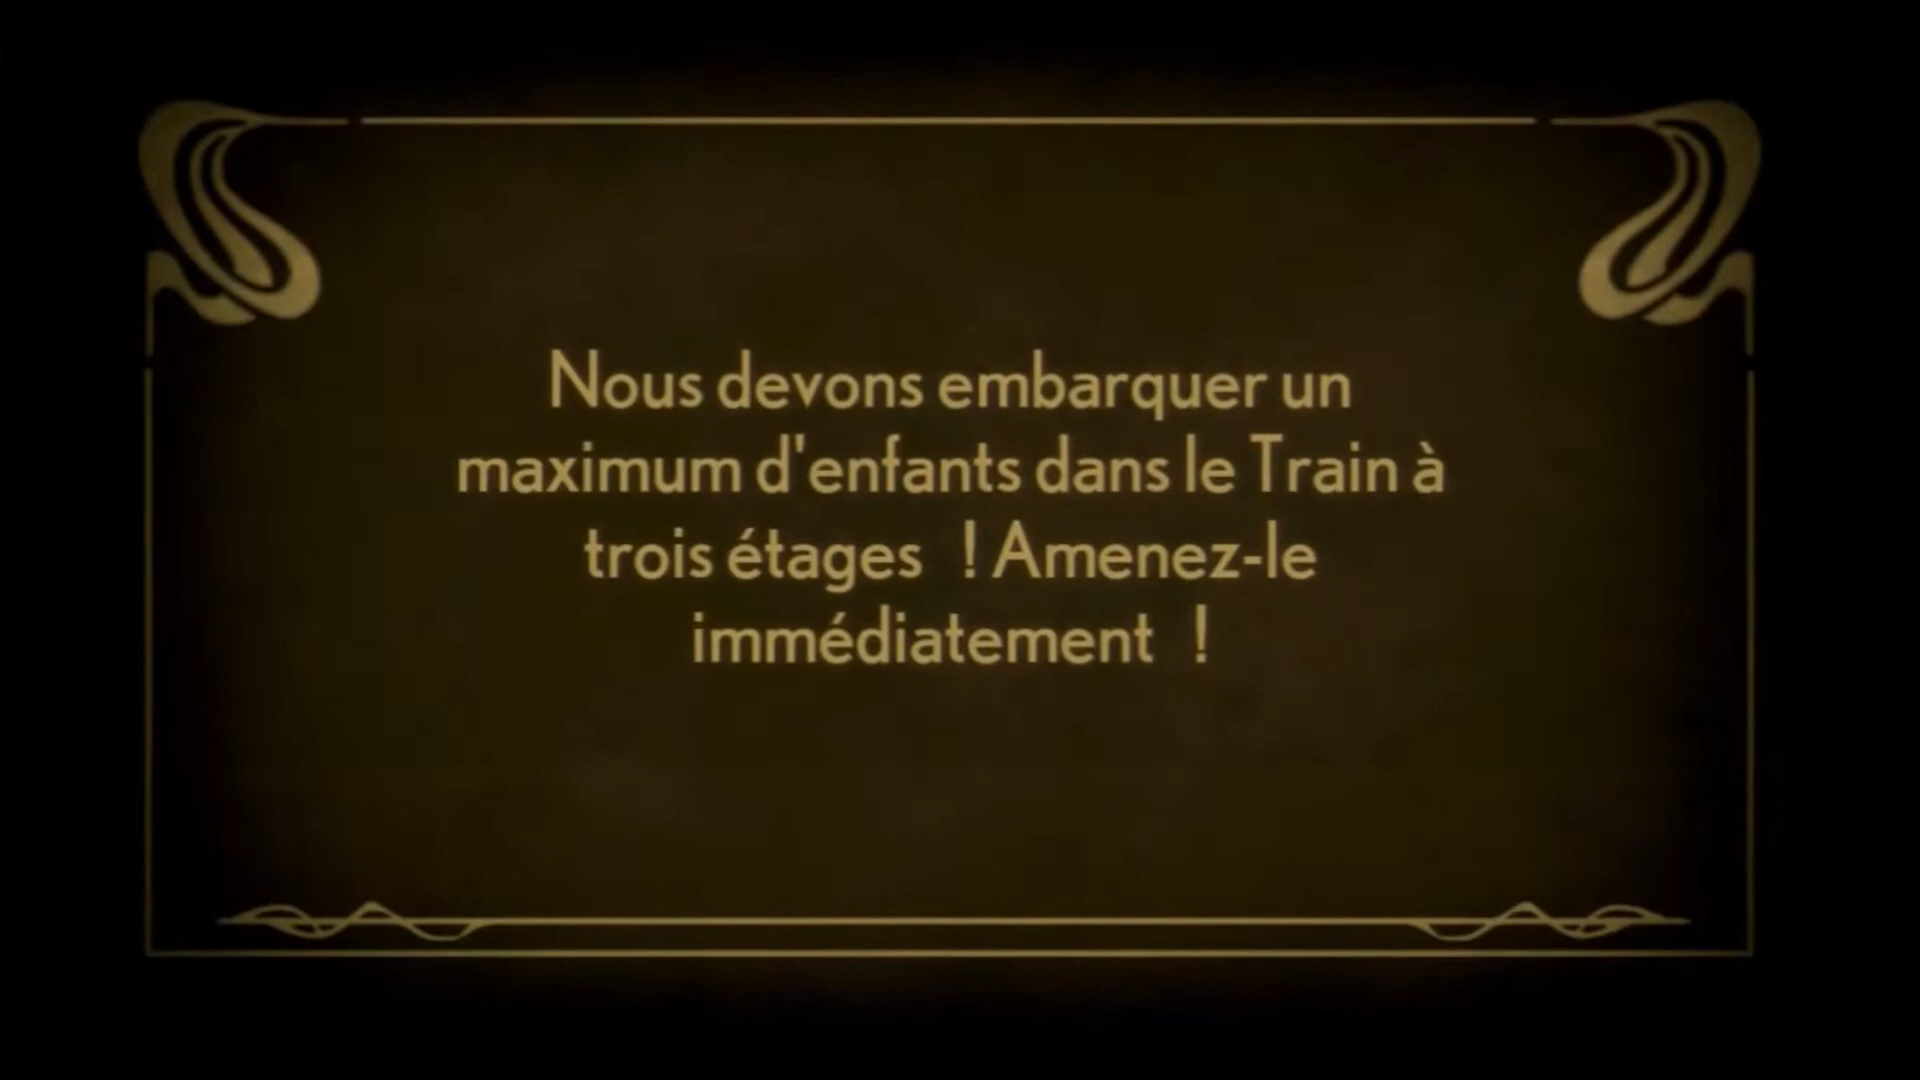 Nous devons embarquer un
maximum d'enfants dans le Train à
trois étages ! Amenez-le
immédiatement !